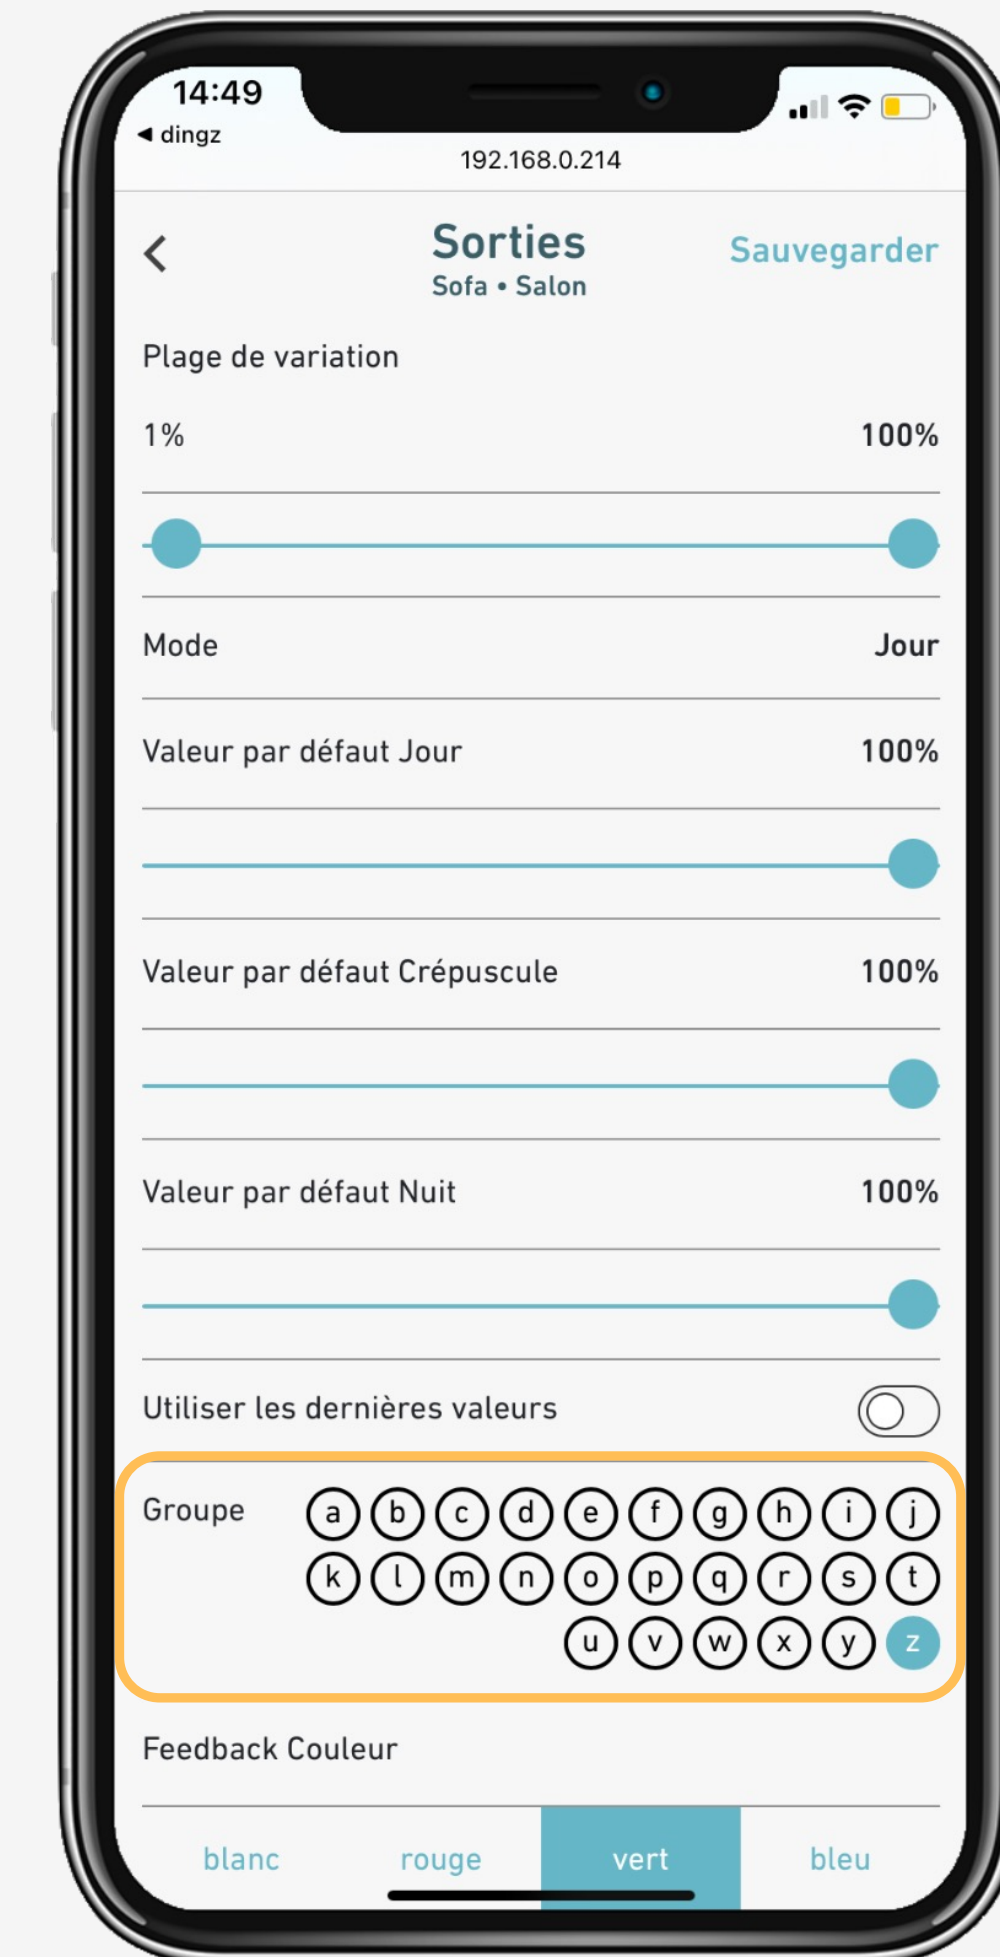 14:49
◀ dingz
192.168.0.214
Sorties
Sauvegarder
Sofa • Salon
Plage de variation
1% 100%
Mode Jour
Valeur par défaut Jour 100%
Valeur par défaut Crépuscule 100%
Valeur par défaut Nuit 100%
Utiliser les dernières valeurs
Groupe a b c d e f g h i j
k l m n o p q r s t
u v w x y z
Feedback Couleur
blanc rouge vert bleu